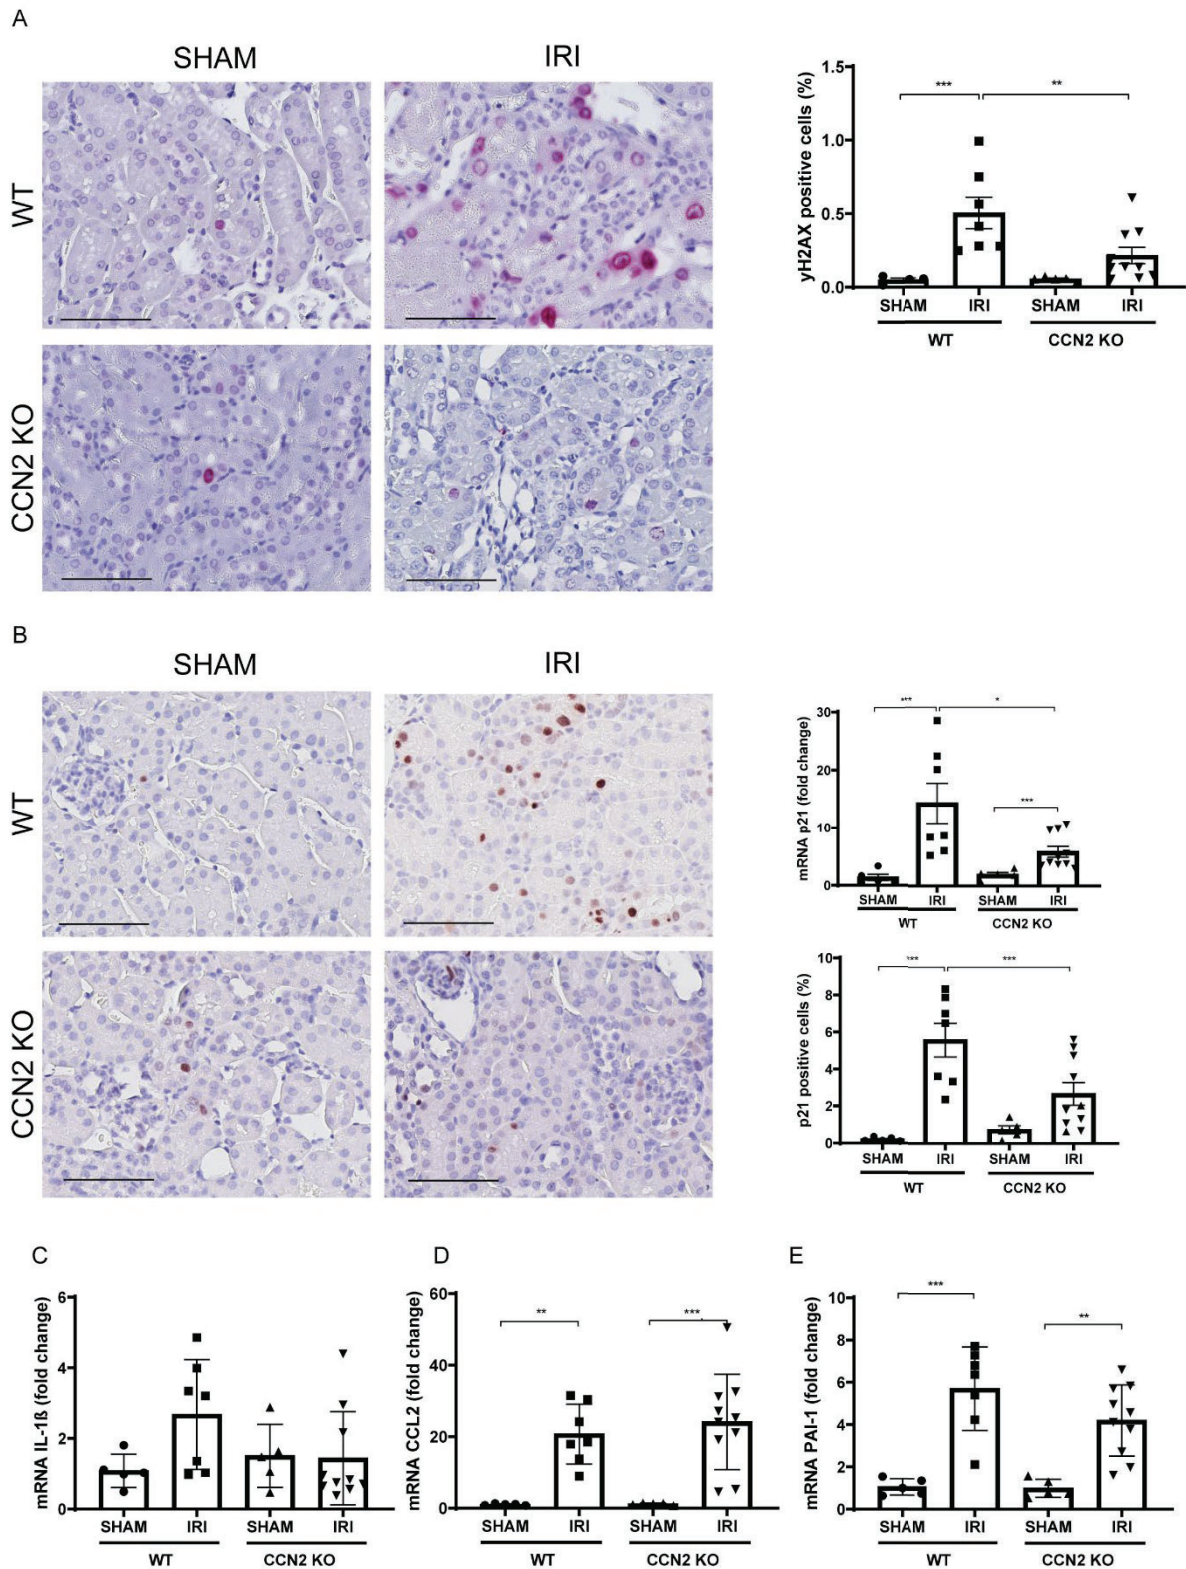 A
SHAM
IRI
WT
CCN2 KO
yH2AX positive cells (%)
1.5
1.0
0.5
0.0
***
**
SHAM
IRI
SHAM
IRI
WT
CCN2 KO
B
SHAM
IRI
WT
CCN2 KO
mRNA p21 (fold change)
30
20
10
0
***
*
***
SHAM
IRI
SHAM
IRI
WT
CCN2 KO
p21 positive cells (%)
10
8
6
4
2
0
***
***
SHAM
IRI
SHAM
IRI
WT
CCN2 KO
C
mRNA IL-1ß (fold change)
6
4
2
0
SHAM
IRI
SHAM
IRI
WT
CCN2 KO
D
mRNA CCL2 (fold change)
60
40
20
0
**
***
SHAM
IRI
SHAM
IRI
WT
CCN2 KO
E
mRNA PAI-1 (fold change)
10
8
6
4
2
0
***
**
SHAM
IRI
SHAM
IRI
WT
CCN2 KO